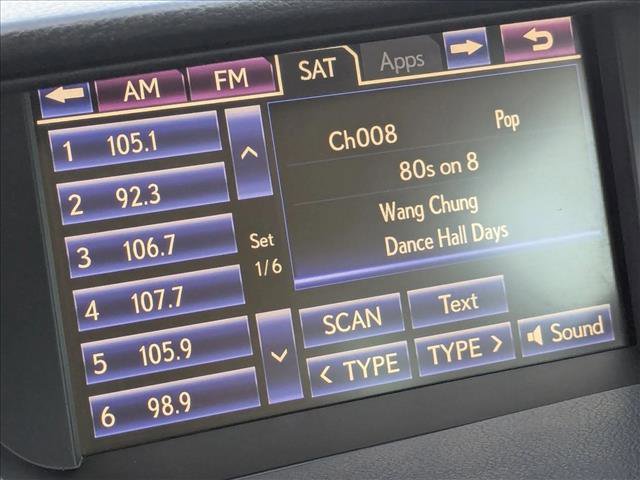 AM FM SAT Apps
1 105.1
2 92.3
3 106.7
4 107.7
5 105.9
6 98.9
Set
1/6
Ch008 Pop
80s on 8
Wang Chung
Dance Hall Days
SCAN Text
< TYPE TYPE > Sound